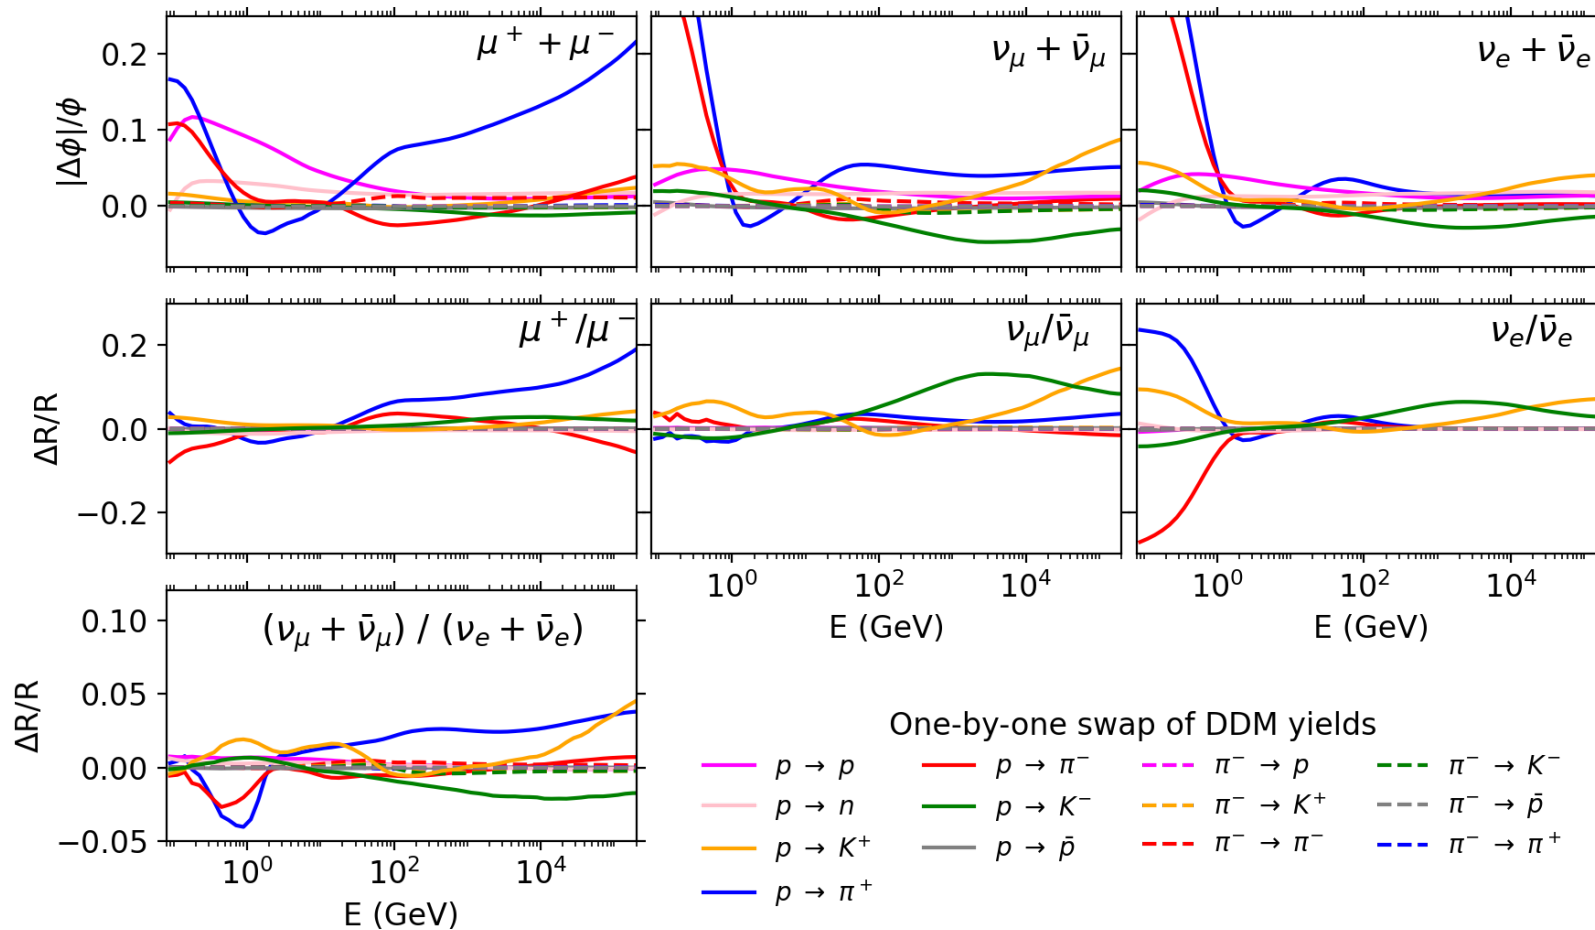 μ⁺ + μ⁻
ν_μ + ν̄_μ
ν_e + ν̄_e
|Δϕ|/ϕ
0.2
0.1
0.0
μ⁺/μ⁻
ν_μ/ν̄_μ
ν_e/ν̄_e
ΔR/R
0.2
0.0
−0.2
10⁰ 10² 10⁴
10⁰ 10² 10⁴
E (GeV)
E (GeV)
(ν_μ + ν̄_μ) / (ν_e + ν̄_e)
ΔR/R
0.10
0.05
0.00
−0.05
10⁰ 10² 10⁴
E (GeV)
One-by-one swap of DDM yields
p → p
p → n
p → K⁺
p → π⁺
p → π⁻
p → K⁻
p → p̄
π⁻ → p
π⁻ → K⁺
π⁻ → π⁻
π⁻ → K⁻
π⁻ → p̄
π⁻ → π⁺